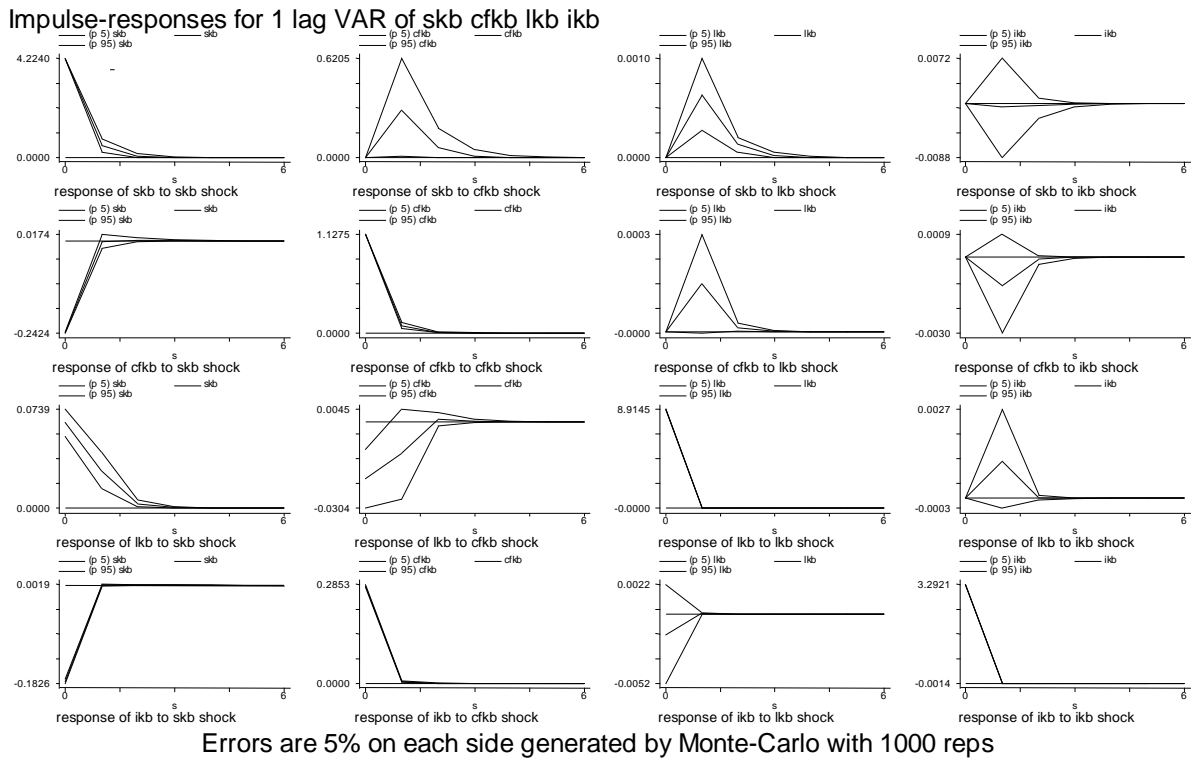 Impulse-responses for 1 lag VAR of skb cfkb lkb ikb
(p 5) skb skb
(p 95) skb
4.2240
0.0000
0 6
s
response of skb to skb shock
(p 5) cfkb cfkb
(p 95) cfkb
0.6205
0.0000
0 6
s
response of skb to cfkb shock
(p 5) lkb lkb
(p 95) lkb
0.0010
0.0000
0 6
s
response of skb to lkb shock
(p 5) ikb ikb
(p 95) ikb
0.0072
-0.0088
0 6
s
response of skb to ikb shock
(p 5) skb skb
(p 95) skb
0.0174
-0.2424
0 6
s
response of cfkb to skb shock
(p 5) cfkb cfkb
(p 95) cfkb
1.1275
0.0000
0 6
s
response of cfkb to cfkb shock
(p 5) lkb lkb
(p 95) lkb
0.0003
-0.0000
0 6
s
response of cfkb to lkb shock
(p 5) ikb ikb
(p 95) ikb
0.0009
-0.0030
0 6
s
response of cfkb to ikb shock
(p 5) skb skb
(p 95) skb
0.0739
0.0000
0 6
s
response of lkb to skb shock
(p 5) cfkb cfkb
(p 95) cfkb
0.0045
-0.0304
0 6
s
response of lkb to cfkb shock
(p 5) lkb lkb
(p 95) lkb
8.9145
-0.0000
0 6
s
response of lkb to lkb shock
(p 5) ikb ikb
(p 95) ikb
0.0027
-0.0003
0 6
s
response of lkb to ikb shock
(p 5) skb skb
(p 95) skb
0.0019
-0.1826
0 6
s
response of ikb to skb shock
(p 5) cfkb cfkb
(p 95) cfkb
0.2853
0.0000
0 6
s
response of ikb to cfkb shock
(p 5) lkb lkb
(p 95) lkb
0.0022
-0.0052
0 6
s
response of ikb to lkb shock
(p 5) ikb ikb
(p 95) ikb
3.2921
-0.0014
0 6
s
response of ikb to ikb shock
Errors are 5% on each side generated by Monte-Carlo with 1000 reps